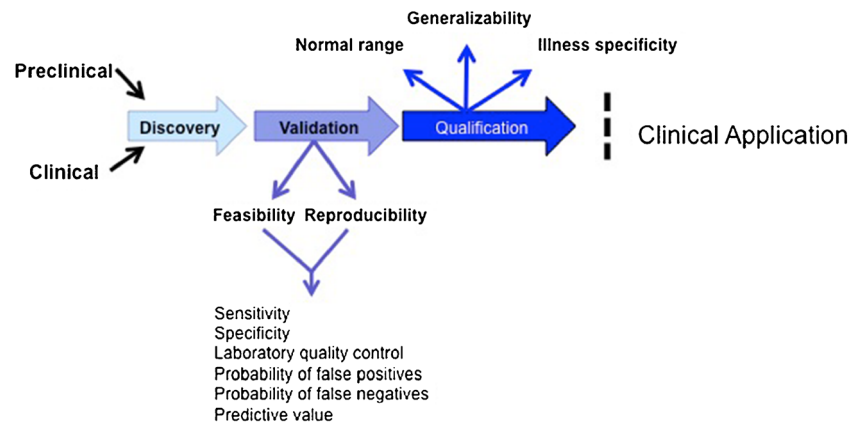 Generalizability
Normal range
Illness specificity
Preclinical
Discovery
Validation
Qualification
Clinical Application
Clinical
Feasibility
Reproducibility
Sensitivity
Specificity
Laboratory quality control
Probability of false positives
Probability of false negatives
Predictive value